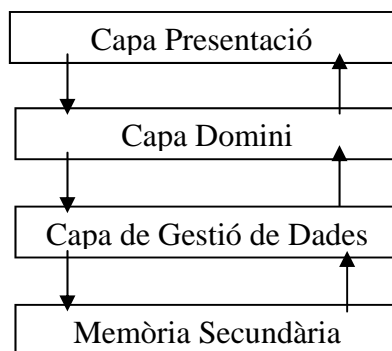 Capa Presentació
Capa Domini
Capa de Gestió de Dades
Memòria Secundària